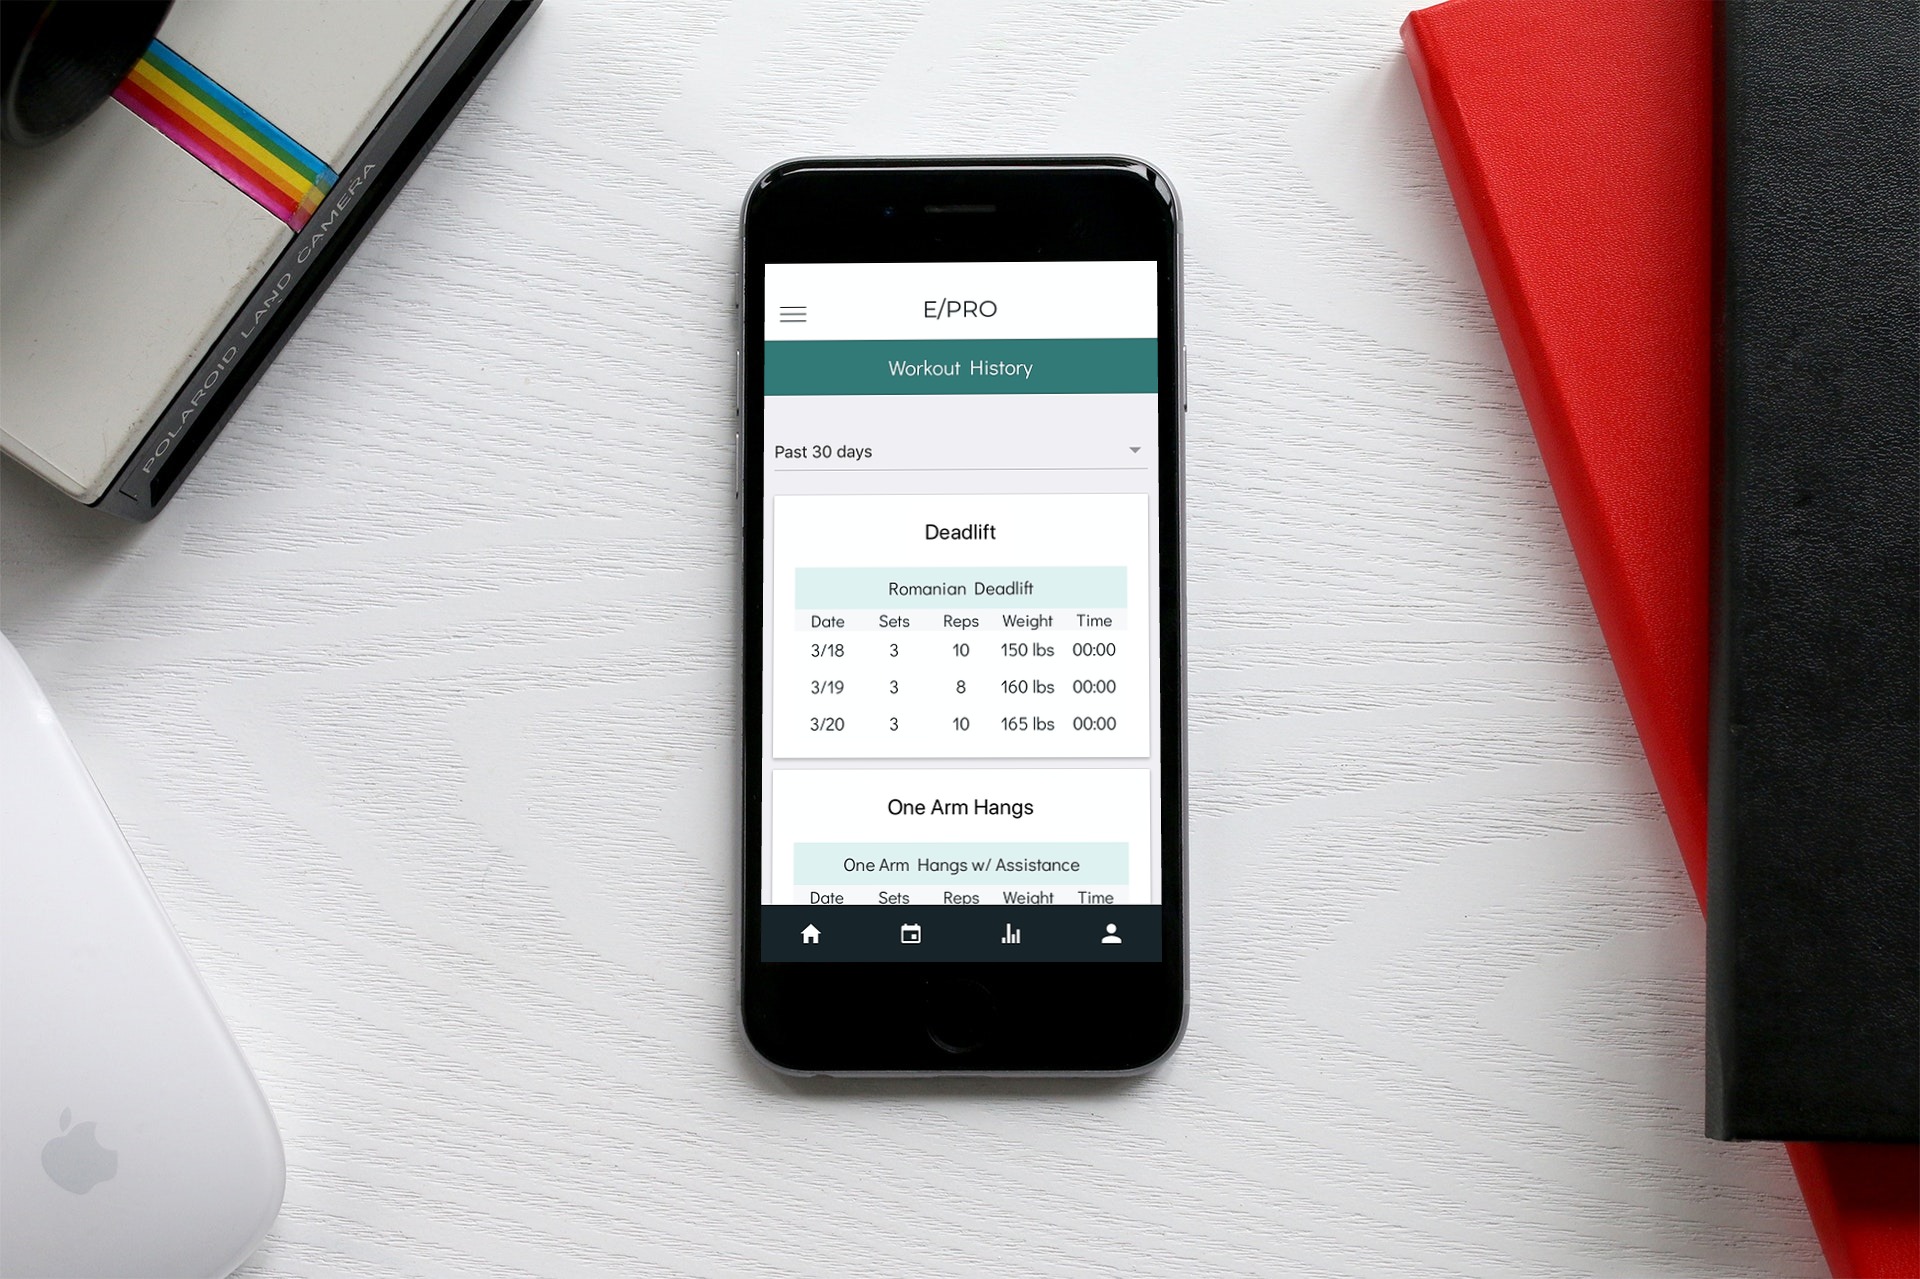 POLAROID LAND CAMERA
E/PRO
Workout History
Past 30 days
Deadlift
Romanian Deadlift
Date Sets Reps Weight Time
3/18 3 10 150 lbs 00:00
3/19 3 8 160 lbs 00:00
3/20 3 10 165 lbs 00:00
One Arm Hangs
One Arm Hangs w/ Assistance
Date Sets Reps Weight Time